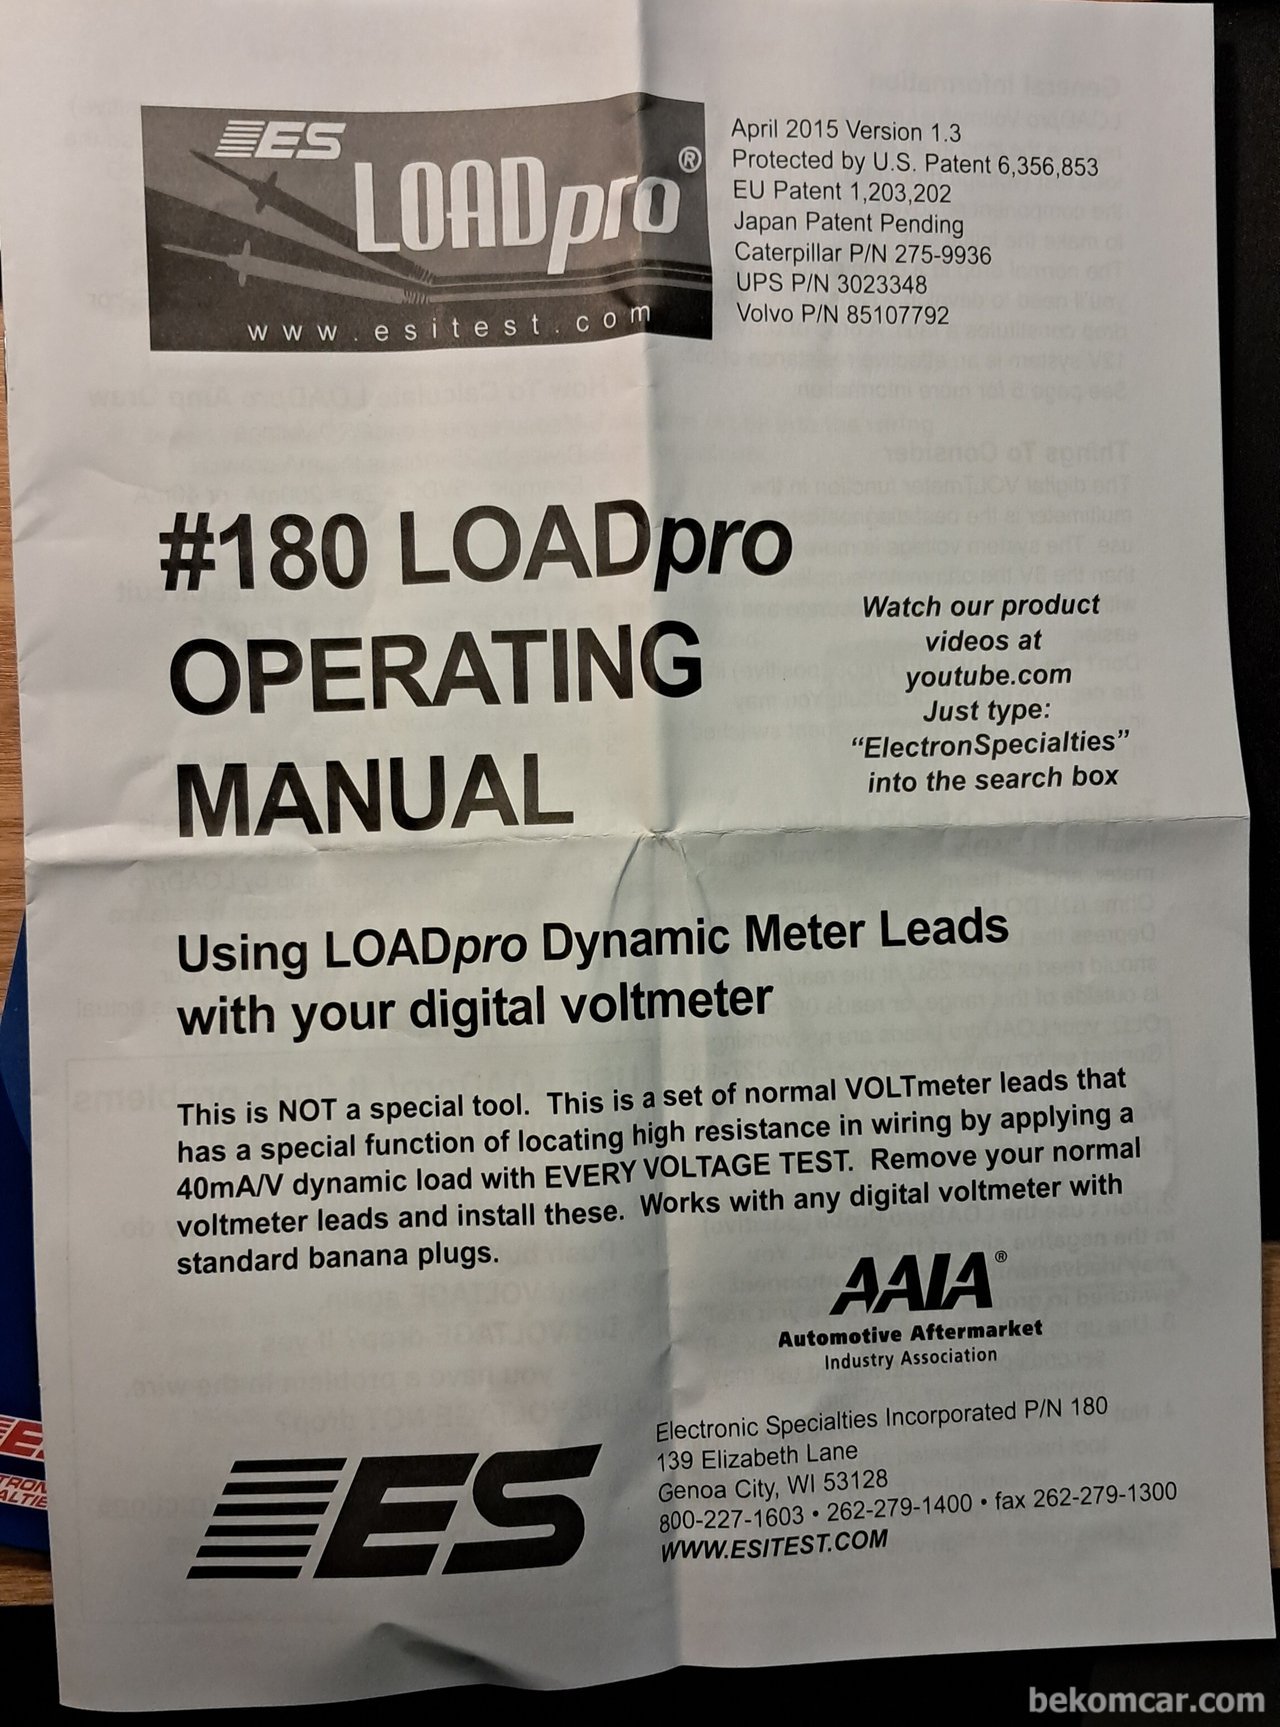 ES
LOADpro®
www.esitest.com
April 2015 Version 1.3
Protected by U.S. Patent 6,356,853
EU Patent 1,203,202
Japan Patent Pending
Caterpillar P/N 275-9936
UPS P/N 3023348
Volvo P/N 85107792
#180 LOADpro
OPERATING
MANUAL
Watch our product
videos at
youtube.com
Just type:
“ElectronSpecialties”
into the search box
Using LOADpro Dynamic Meter Leads
with your digital voltmeter
This is NOT a special tool. This is a set of normal VOLTmeter leads that
has a special function of locating high resistance in wiring by applying a
40mA/V dynamic load with EVERY VOLTAGE TEST. Remove your normal
voltmeter leads and install these. Works with any digital voltmeter with
standard banana plugs.
AAIA®
Automotive Aftermarket
Industry Association
ES
Electronic Specialties Incorporated P/N 180
139 Elizabeth Lane
Genoa City, WI 53128
800-227-1603 • 262-279-1400 • fax 262-279-1300
WWW.ESITEST.COM
bekomcar.com